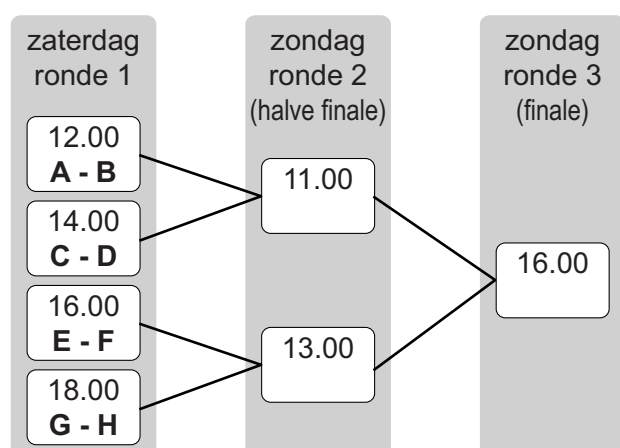 zaterdag
ronde 1
12.00
A - B
14.00
C - D
16.00
E - F
18.00
G - H
zondag
ronde 2
(halve finale)
11.00
13.00
zondag
ronde 3
(finale)
16.00